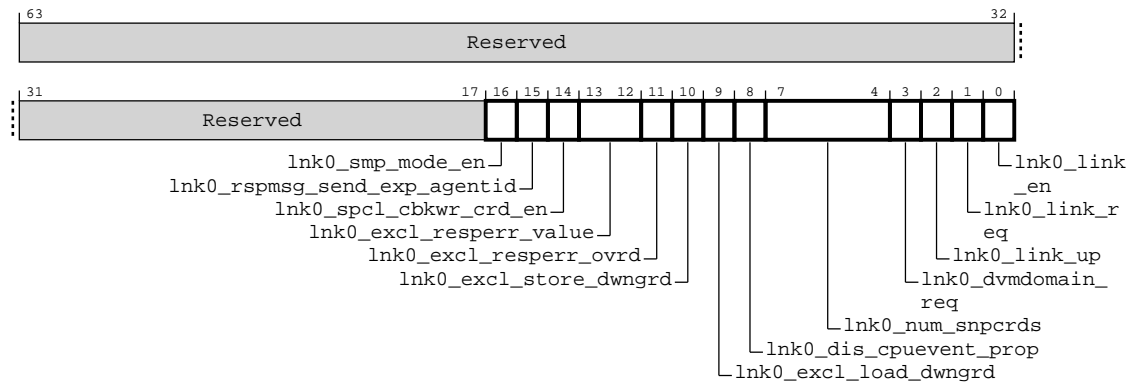 63 32
Reserved
31 17 16 15 14 13 12 11 10 9 8 7 4 3 2 1 0
Reserved
lnk0_smp_mode_en
lnk0_rspmsg_send_exp_agentid
lnk0_spcl_cbkwr_crd_en
lnk0_excl_resperr_value
lnk0_excl_resperr_ovrd
lnk0_excl_store_dwngrd
lnk0_link
_en
lnk0_link_r
eq
lnk0_link_up
lnk0_dvmdomain_
req
lnk0_num_snpcrds
lnk0_dis_cpuevent_prop
lnk0_excl_load_dwngrd